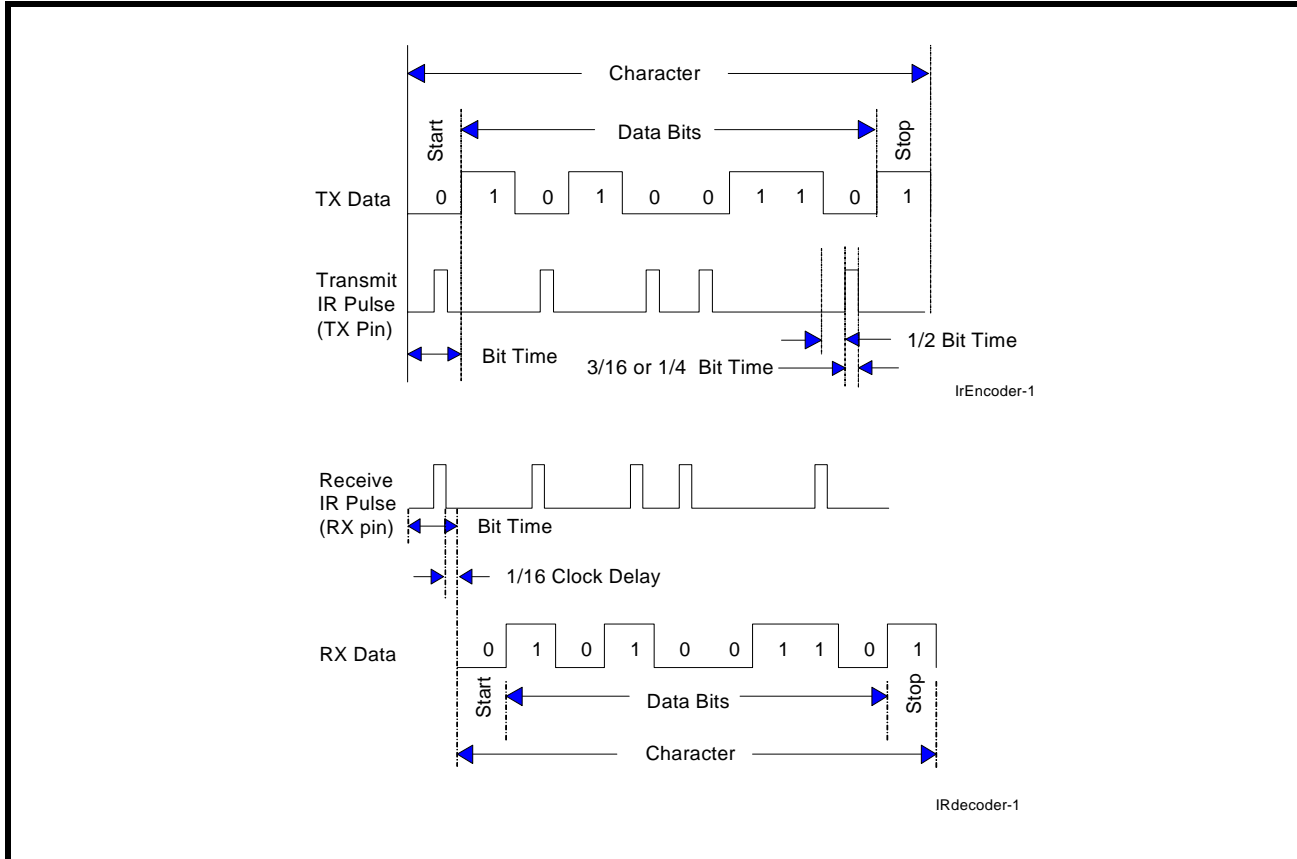 Character
Start
Data Bits
Stop
TX Data
0 1 0 1 0 0 1 1 0 1
Transmit
IR Pulse
(TX Pin)
Bit Time
1/2 Bit Time
3/16 or 1/4 Bit Time
IrEncoder-1
Receive
IR Pulse
(RX pin)
Bit Time
1/16 Clock Delay
RX Data
0 1 0 1 0 0 1 1 0 1
Start
Data Bits
Stop
Character
IRdecoder-1